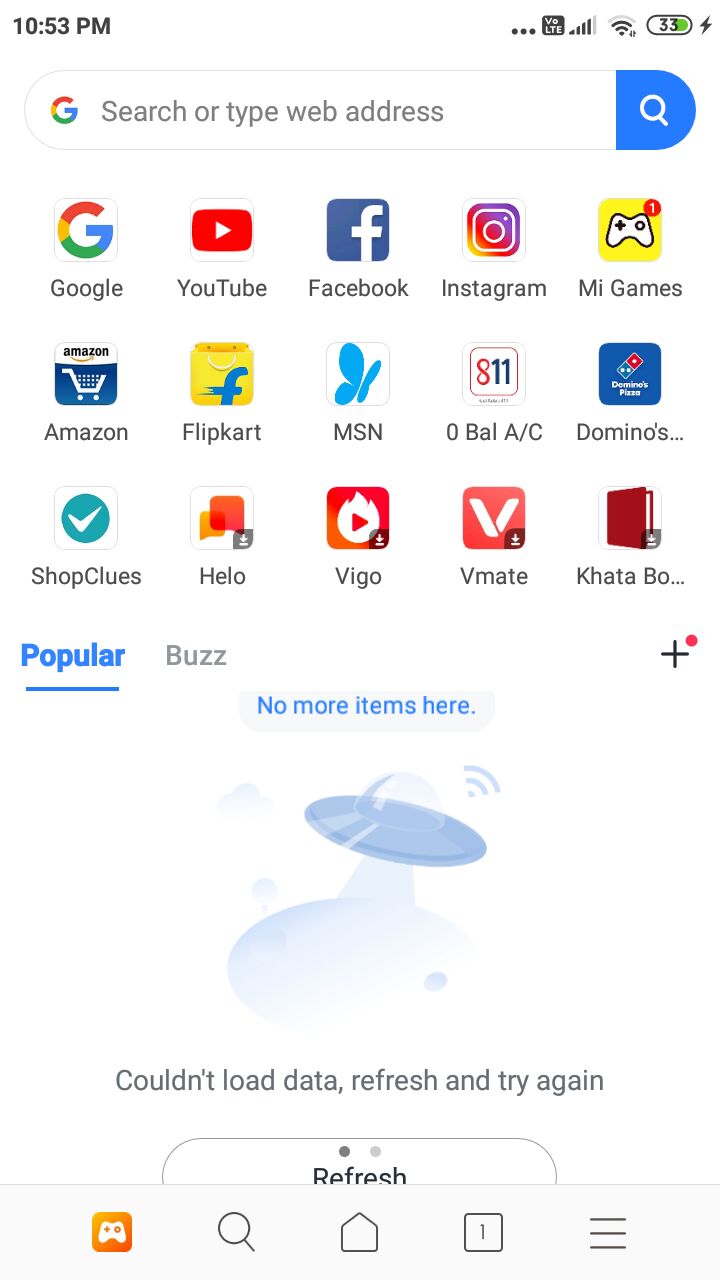 10:53 PM
Vo LTE
33
Search or type web address
Google
YouTube
Facebook
Instagram
1
Mi Games
amazon
Amazon
Flipkart
MSN
811
0 Bal A/C
Domino's Pizza
Domino's...
ShopClues
Helo
Vigo
Vmate
Khata Bo...
Popular
Buzz
No more items here.
Couldn't load data, refresh and try again
Refresh
1